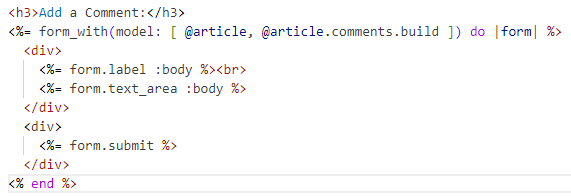 <h3>Add a Comment:</h3>
<%= form_with(model: [ @article, @article.comments.build ]) do |form| %>
  <div>
    <%= form.label :body %><br>
    <%= form.text_area :body %>
  </div>
  <div>
    <%= form.submit %>
  </div>
<% end %>